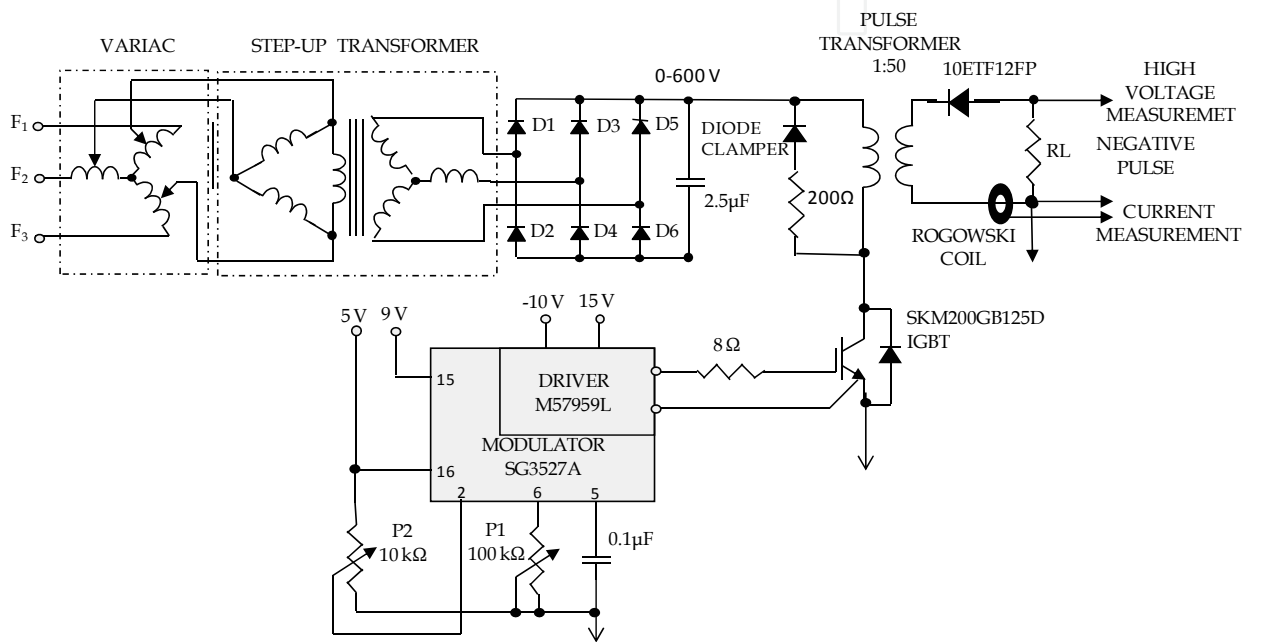 PULSE
TRANSFORMER
1:50
VARIAC
STEP-UP TRANSFORMER
0-600 V
10ETF12FP
HIGH
VOLTAGE
MEASUREMET
F1
D1
D3
D5
DIODE
CLAMPER
RL
NEGATIVE
PULSE
F2
2.5µF
200Ω
F3
D2
D4
D6
ROGOWSKI
COIL
CURRENT
MEASUREMENT
5 V
9 V
-10 V
15 V
SKM200GB125D
IGBT
8 Ω
15
DRIVER
M57959L
MODULATOR
SG3527A
16
2
6
5
P2
10 kΩ
P1
100 kΩ
0.1µF